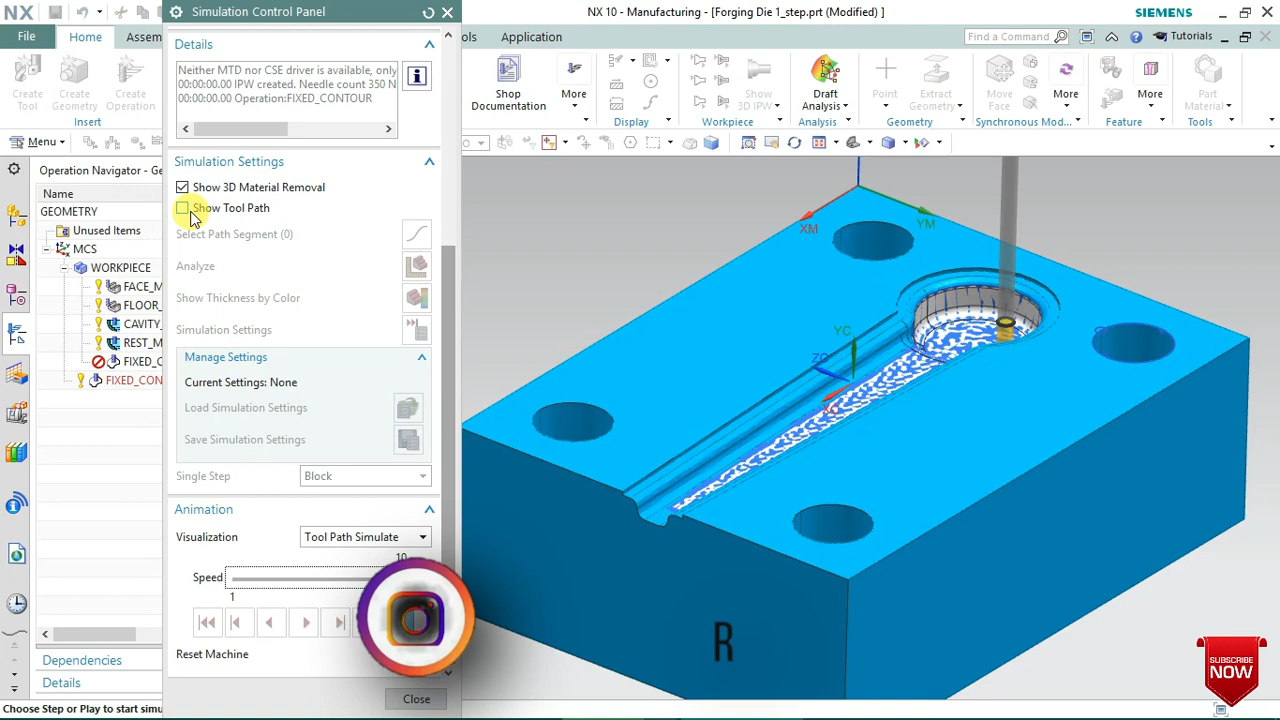 NX
Simulation Control Panel
NX 10 - Manufacturing - [Forging Die 1_step.prt (Modified) ]
SIEMENS
File
Home
Assem
ols
Application
Find a Command
Tutorials
Create
Tool
Create
Geometry
Create
Operation
Insert
Shop
Documentation
More
Display
Show
3D IPW
Workpiece
Draft
Analysis
Analysis
Point
Extract
Geometry
Geometry
Move
Face
More
Synchronous Mod...
More
Feature
Part
Material
Tools
Menu
Operation Navigator - Ge
Name
GEOMETRY
Unused Items
MCS
WORKPIECE
FACE_M
FLOOR_
CAVITY_
REST_M
FIXED_C
FIXED_CON
Dependencies
Details
Details
Neither MTD nor CSE driver is available, only
00:00:00.00 IPW created. Needle count 350 N
00:00:00.00 Operation:FIXED_CONTOUR
Simulation Settings
Show 3D Material Removal
Show Tool Path
Select Path Segment (0)
Analyze
Show Thickness by Color
Simulation Settings
Manage Settings
Current Settings: None
Load Simulation Settings
Save Simulation Settings
Single Step
Block
Animation
Visualization
Tool Path Simulate
10
Speed
1
Reset Machine
Close
Choose Step or Play to start simu
XM
YM
YC
ZC
XC
R
SUBSCRIBE
NOW